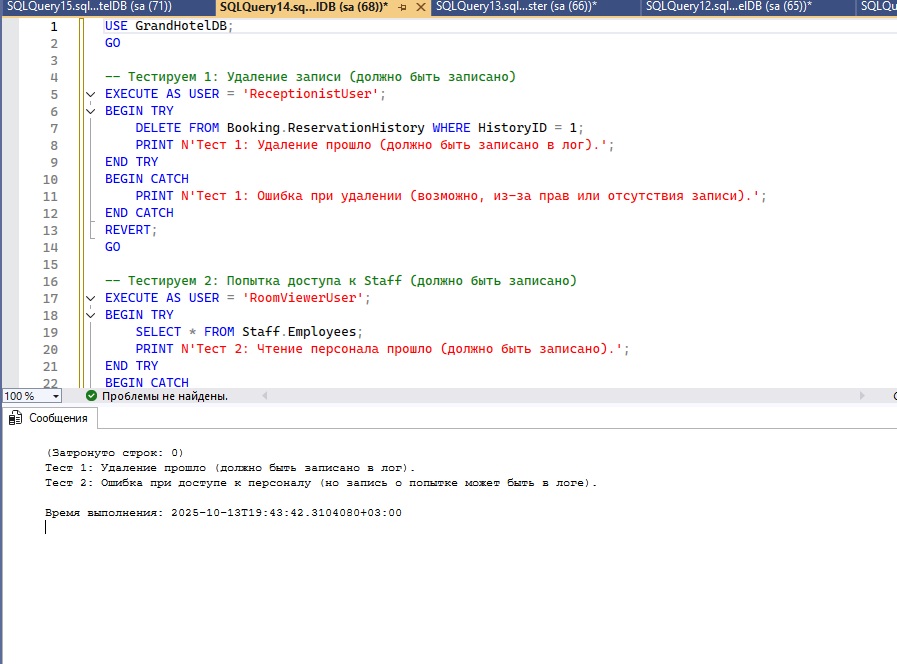 SQLQuery15.sql...telDB (sa (71)) SQLQuery14.sq...lDB (sa (68))* SQLQuery13.sql...ster (sa (66))* SQLQuery12.sql...elDB (sa (65))* SQLQu
1 USE GrandHotelDB;
2 GO
3
4 -- Тестируем 1: Удаление записи (должно быть записано)
5 EXECUTE AS USER = 'ReceptionistUser';
6 BEGIN TRY
7 DELETE FROM Booking.ReservationHistory WHERE HistoryID = 1;
8 PRINT N'Тест 1: Удаление прошло (должно быть записано в лог).';
9 END TRY
10 BEGIN CATCH
11 PRINT N'Тест 1: Ошибка при удалении (возможно, из-за прав или отсутствия записи).';
12 END CATCH
13 REVERT;
14 GO
15
16 -- Тестируем 2: Попытка доступа к Staff (должно быть записано)
17 EXECUTE AS USER = 'RoomViewerUser';
18 BEGIN TRY
19 SELECT * FROM Staff.Employees;
20 PRINT N'Тест 2: Чтение персонала прошло (должно быть записано).';
21 END TRY
22 BEGIN CATCH
100 % Проблемы не найдены.
Сообщения
(Затронуто строк: 0)
Тест 1: Удаление прошло (должно быть записано в лог).
Тест 2: Ошибка при доступе к персоналу (но запись о попытке может быть в логе).
Время выполнения: 2025-10-13T19:43:42.3104080+03:00